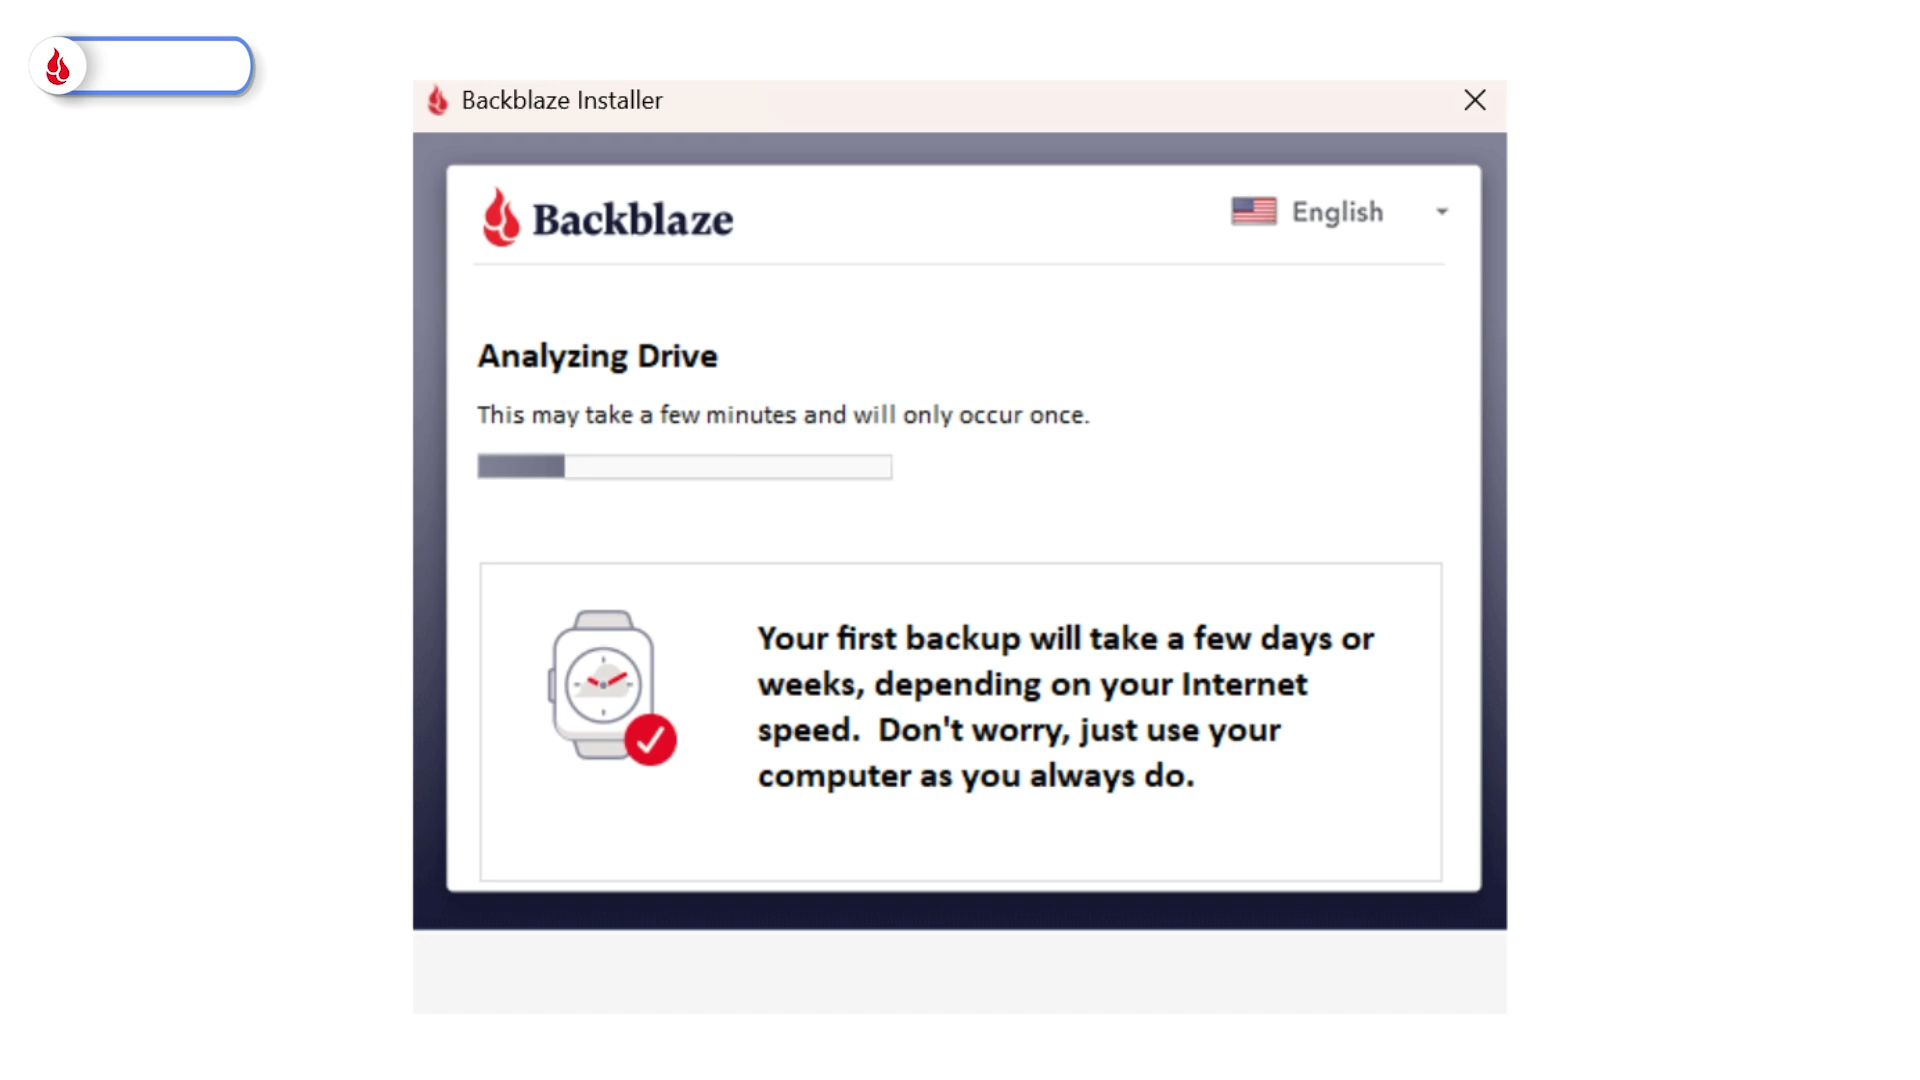 Backblaze Installer
Backblaze
English
Analyzing Drive
This may take a few minutes and will only occur once.
Your first backup will take a few days or
weeks, depending on your Internet
speed.  Don't worry, just use your
computer as you always do.